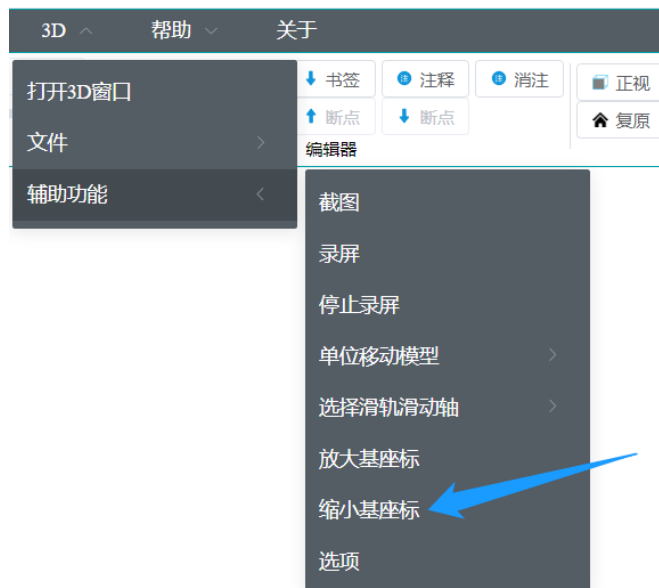 3D 帮助 关于
打开3D窗口
文件
辅助功能
书签 注释 消注 正视
断点 断点 复原
编辑器
截图
录屏
停止录屏
单位移动模型
选择滑轨滑动轴
放大基座标
缩小基座标
选项